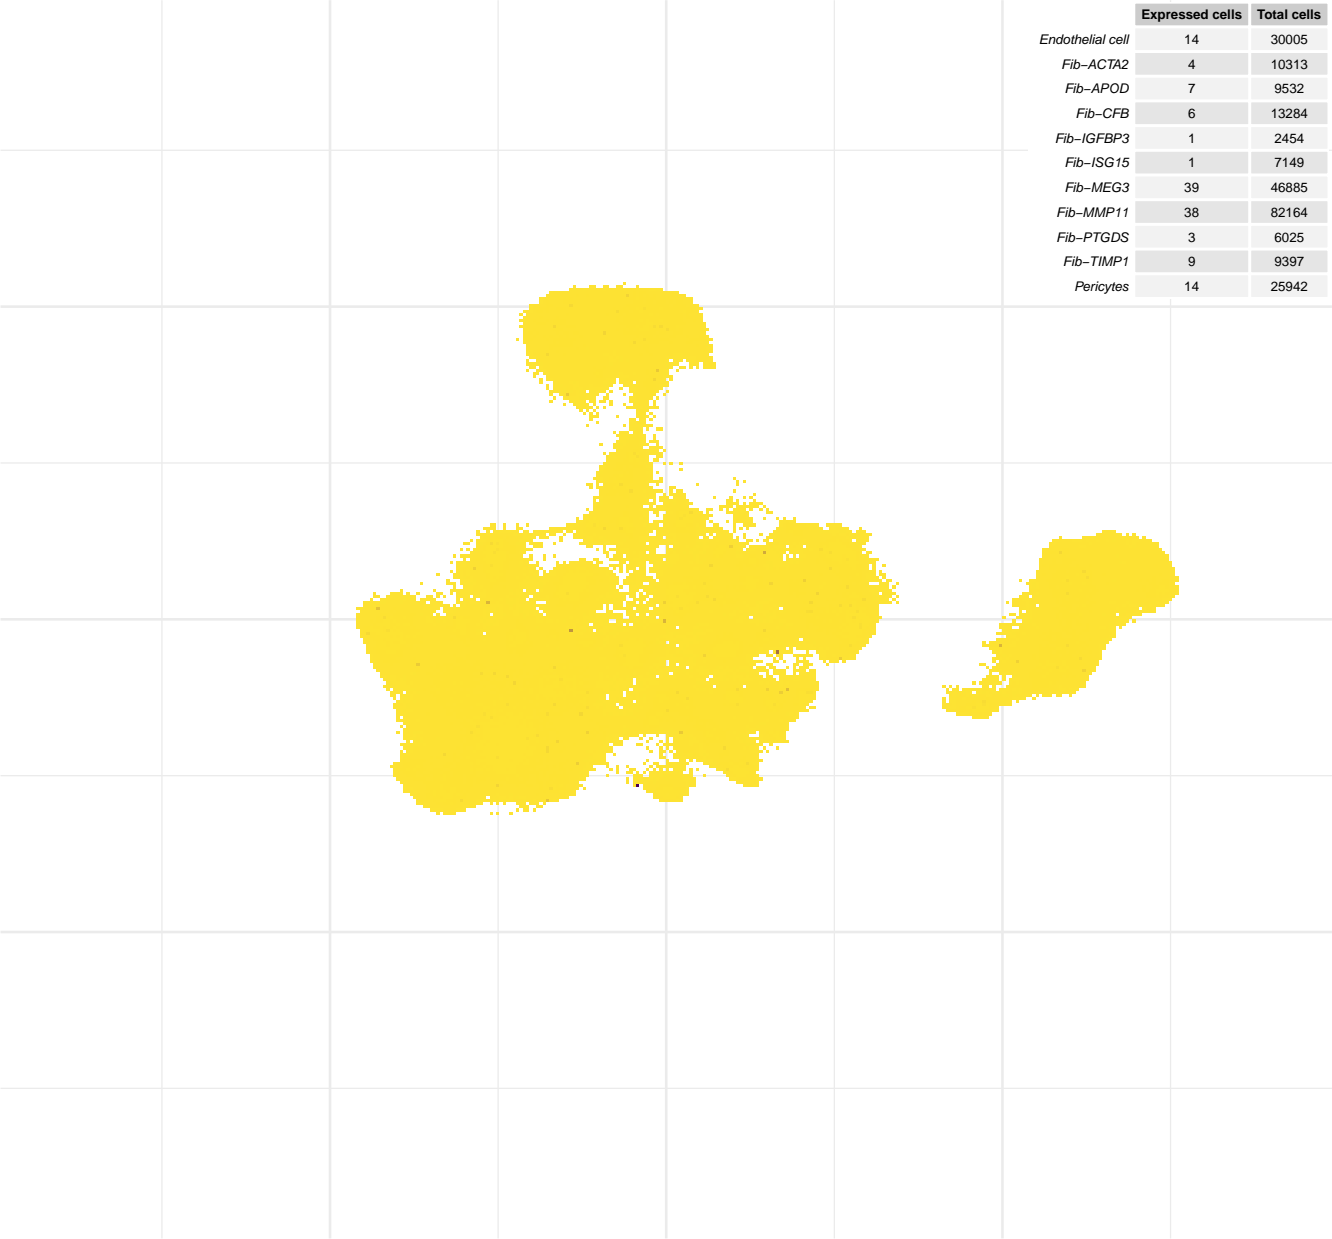 Expressed cells Total cells
Endothelial cell 14 30005
Fib−ACTA2 4 10313
Fib−APOD 7 9532
Fib−CFB 6 13284
Fib−IGFBP3 1 2454
Fib−ISG15 1 7149
Fib−MEG3 39 46885
Fib−MMP11 38 82164
Fib−PTGDS 3 6025
Fib−TIMP1 9 9397
Pericytes 14 25942